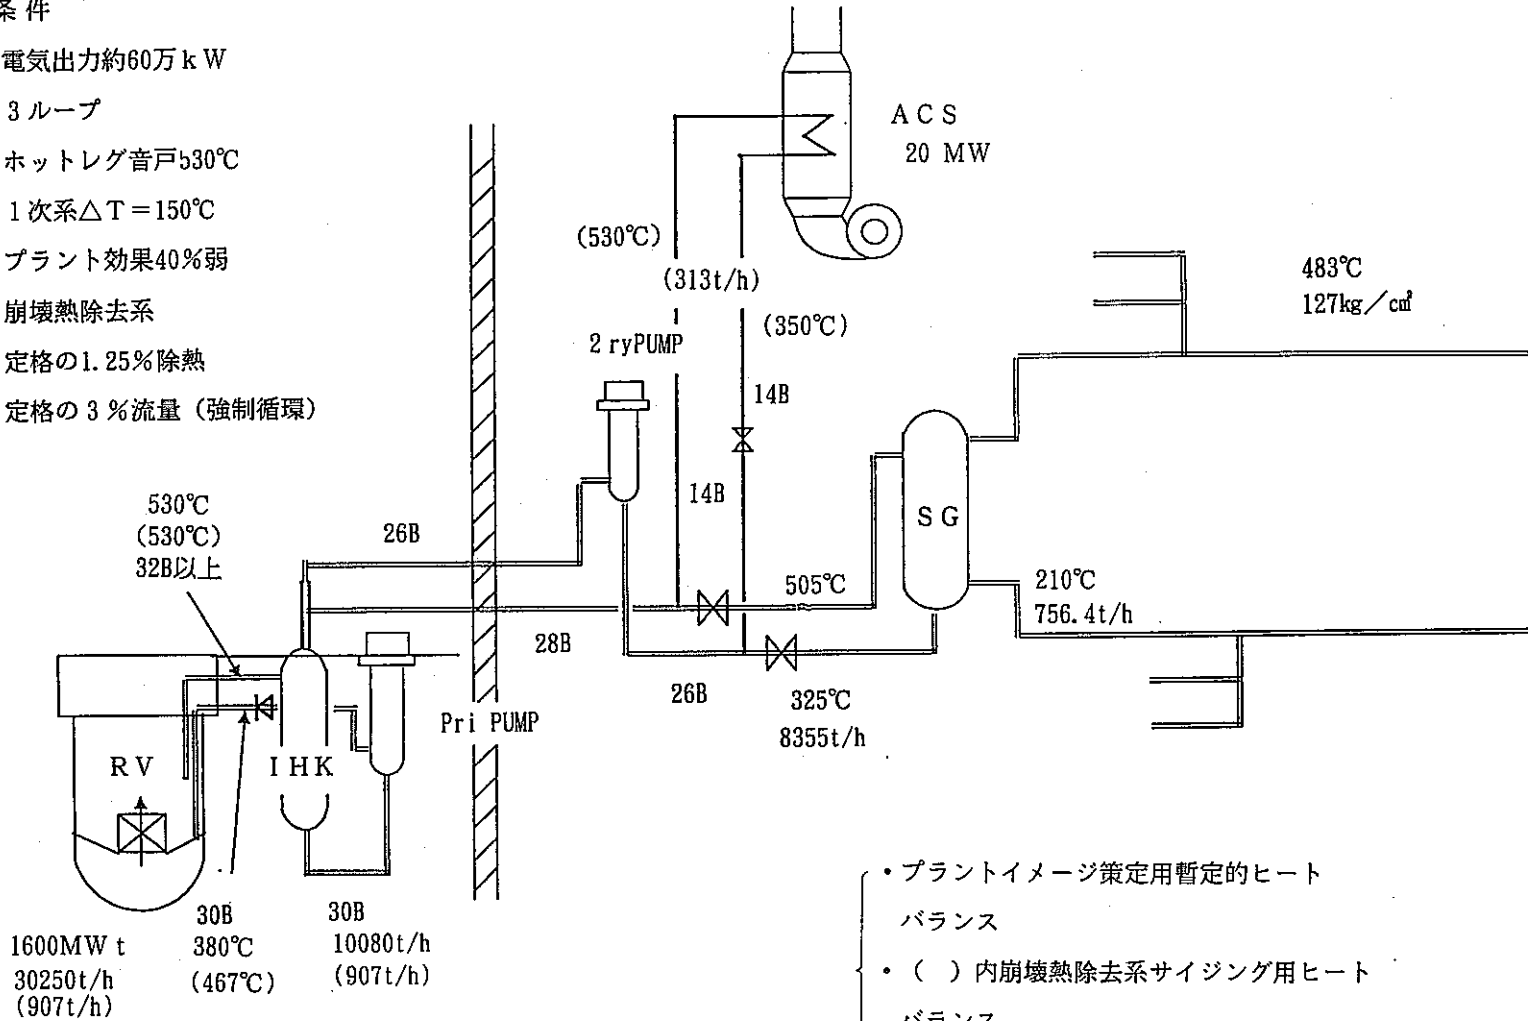 条件
電気出力約60万kW
3ループ
ホットレグ音戸530℃
1次系△T=150℃
プラント効果40%弱
崩壊熱除去系
定格の1.25%除熱
定格の3%流量(強制循環)
ACS
20 MW
(530℃)
(313t/h)
(350℃)
2ryPUMP
14B
14B
483℃
127kg/c㎡
530℃
(530℃)
32B以上
26B
SG
505℃
210℃
756.4t/h
28B
26B
325℃
8355t/h
Pri PUMP
RV
IHK
30B
380℃
(467℃)
30B
10080t/h
(907t/h)
1600MWt
30250t/h
(907t/h)
・プラントイメージ策定用暫定的ヒート
バランス
・( )内崩壊熱除去系サイジング用ヒート
バランス